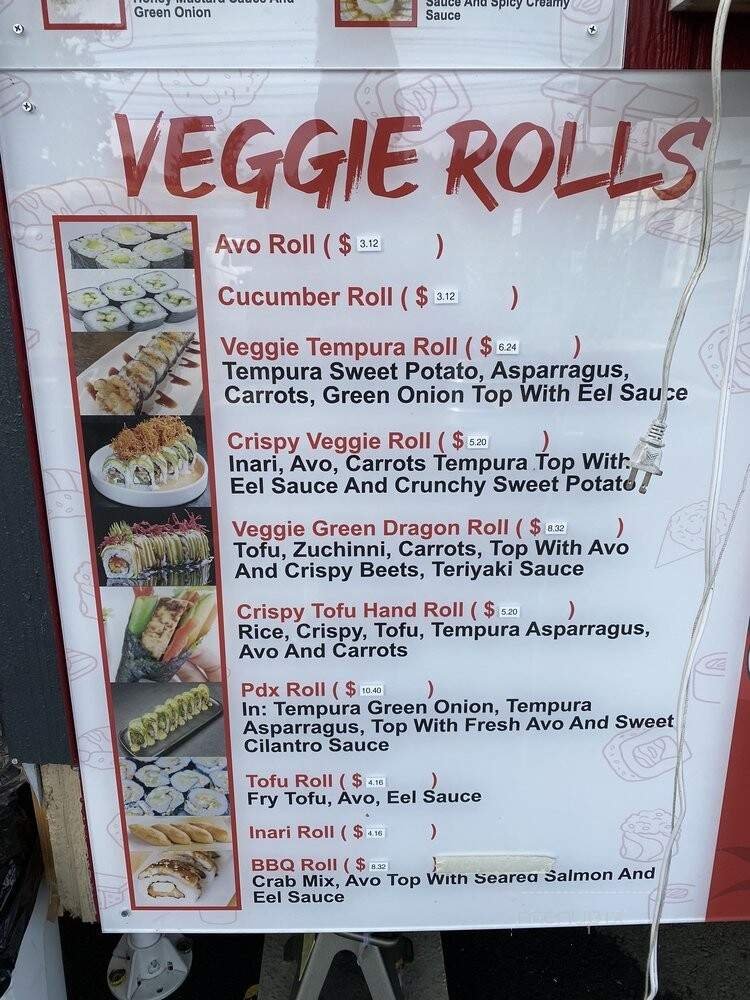 Honey Mustard Sauce And
Green Onion
Sauce And Spicy Creamy
Sauce
VEGGIE ROLLS
Avo Roll ( $ 3.12 )
Cucumber Roll ( $ 3.12 )
Veggie Tempura Roll ( $ 6.24 )
Tempura Sweet Potato, Asparragus,
Carrots, Green Onion Top With Eel Sauce
Crispy Veggie Roll ( $ 5.20 )
Inari, Avo, Carrots Tempura Top With
Eel Sauce And Crunchy Sweet Potato
Veggie Green Dragon Roll ( $ 8.32 )
Tofu, Zuchinni, Carrots, Top With Avo
And Crispy Beets, Teriyaki Sauce
Crispy Tofu Hand Roll ( $ 5.20 )
Rice, Crispy, Tofu, Tempura Asparragus,
Avo And Carrots
Pdx Roll ( $ 10.40 )
In: Tempura Green Onion, Tempura
Asparragus, Top With Fresh Avo And Sweet
Cilantro Sauce
Tofu Roll ( $ 4.16 )
Fry Tofu, Avo, Eel Sauce
Inari Roll ( $ 4.16 )
BBQ Roll ( $ 8.32 )
Crab Mix, Avo Top With Seared Salmon And
Eel Sauce